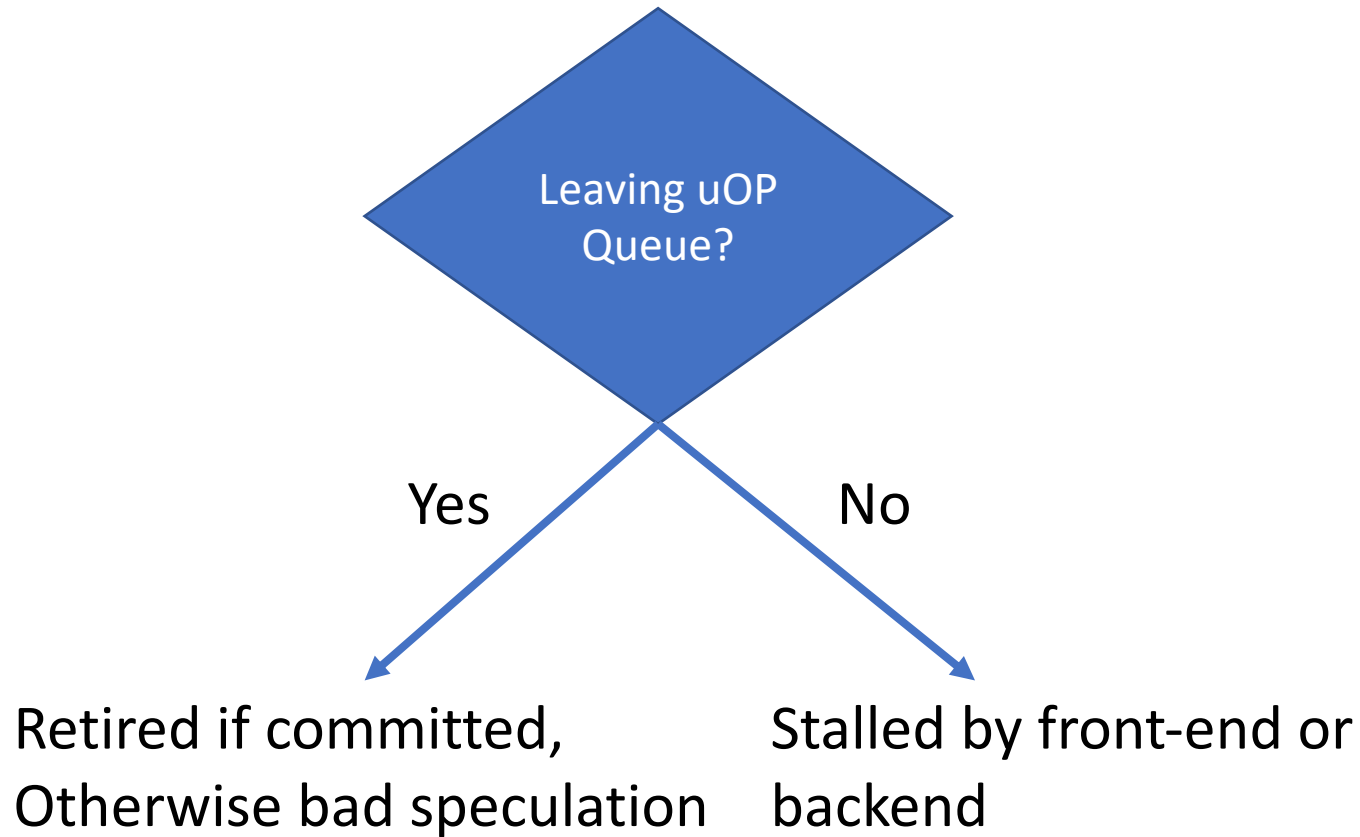 Leaving uOP
Queue?
Yes
No
Retired if committed,
Otherwise bad speculation
Stalled by front-end or
backend